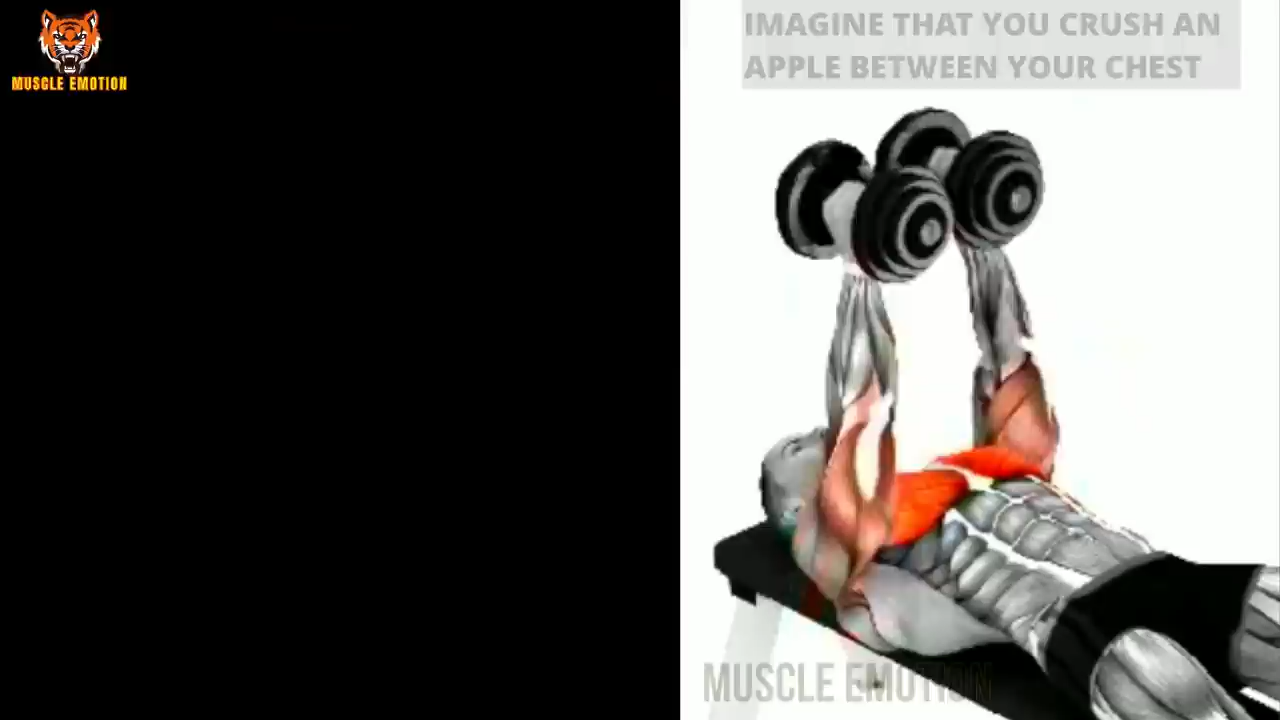 MUSCLE EMOTION
IMAGINE THAT YOU CRUSH AN
APPLE BETWEEN YOUR CHEST
MUSCLE EMOTION